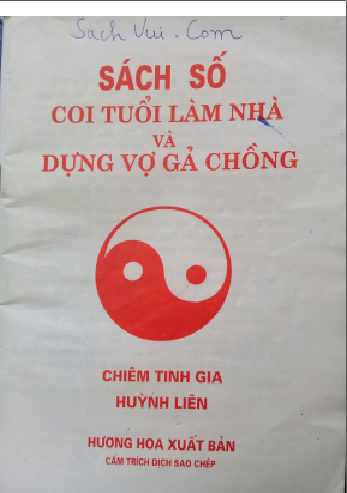 Sach Vui . Com
SÁCH SỐ
COI TUỔI LÀM NHÀ
VÀ
DỰNG VỢ GẢ CHỒNG
CHIÊM TINH GIA
HUỲNH LIÊN
HƯƠNG HOA XUẤT BẢN
CẤM TRÍCH DỊCH SAO CHÉP